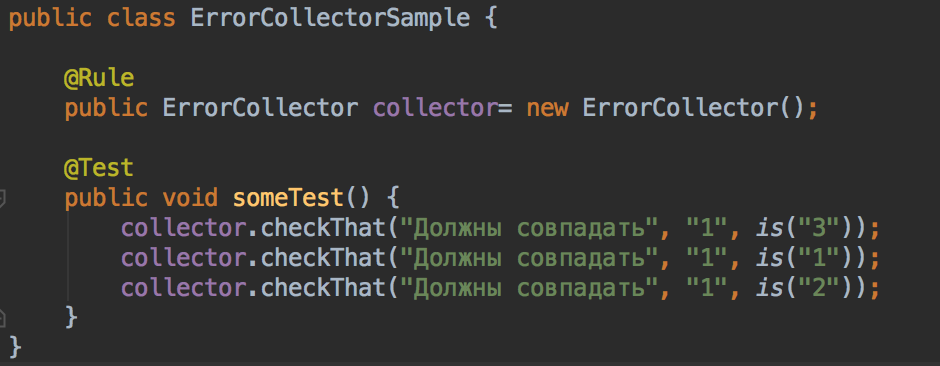 public class ErrorCollectorSample {
@Rule
public ErrorCollector collector= new ErrorCollector();
@Test
public void someTest() {
collector.checkThat("Должны совпадать", "1", is("3"));
collector.checkThat("Должны совпадать", "1", is("1"));
collector.checkThat("Должны совпадать", "1", is("2"));
}
}